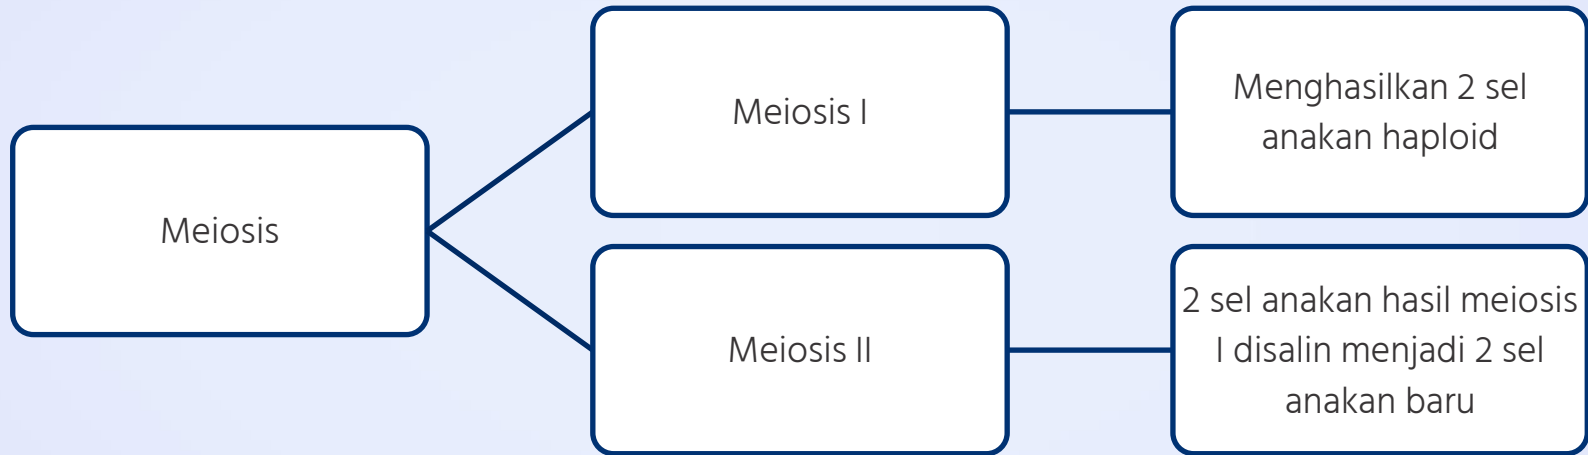 Meiosis
Meiosis I
Menghasilkan 2 sel
anakan haploid
Meiosis II
2 sel anakan hasil meiosis
I disalin menjadi 2 sel
anakan baru